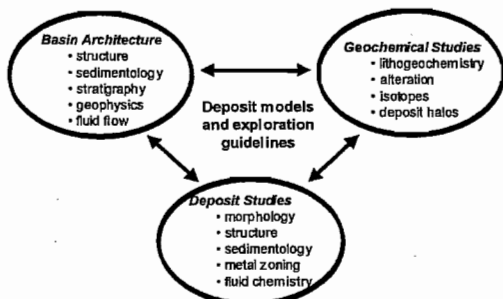 Basin Architecture
• structure
• sedimentology
• stratigraphy
• geophysics
• fluid flow
Geochemical Studies
• lithogeochemistry
• alteration
• isotopes
• deposit halos
Deposit models
and exploration
guidelines
Deposit Studies
• morphology
• structure
• sedimentology
• metal zoning
• fluid chemistry